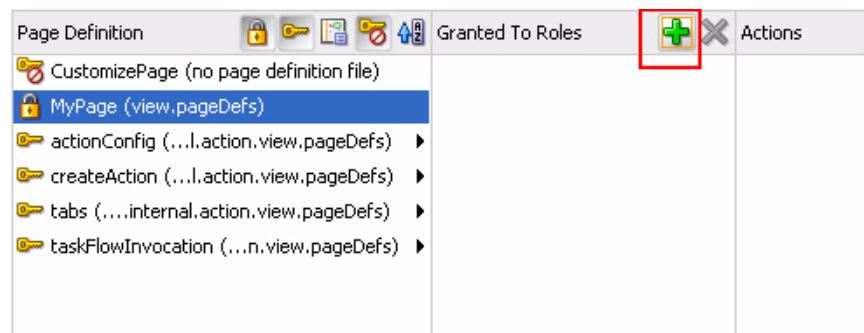 Page Definition Granted To Roles Actions
CustomizePage (no page definition file)
MyPage (view.pageDefs)
actionConfig (...l.action.view.pageDefs)
createAction (...l.action.view.pageDefs)
tabs (....internal.action.view.pageDefs)
taskFlowInvocation (...n.view.pageDefs)